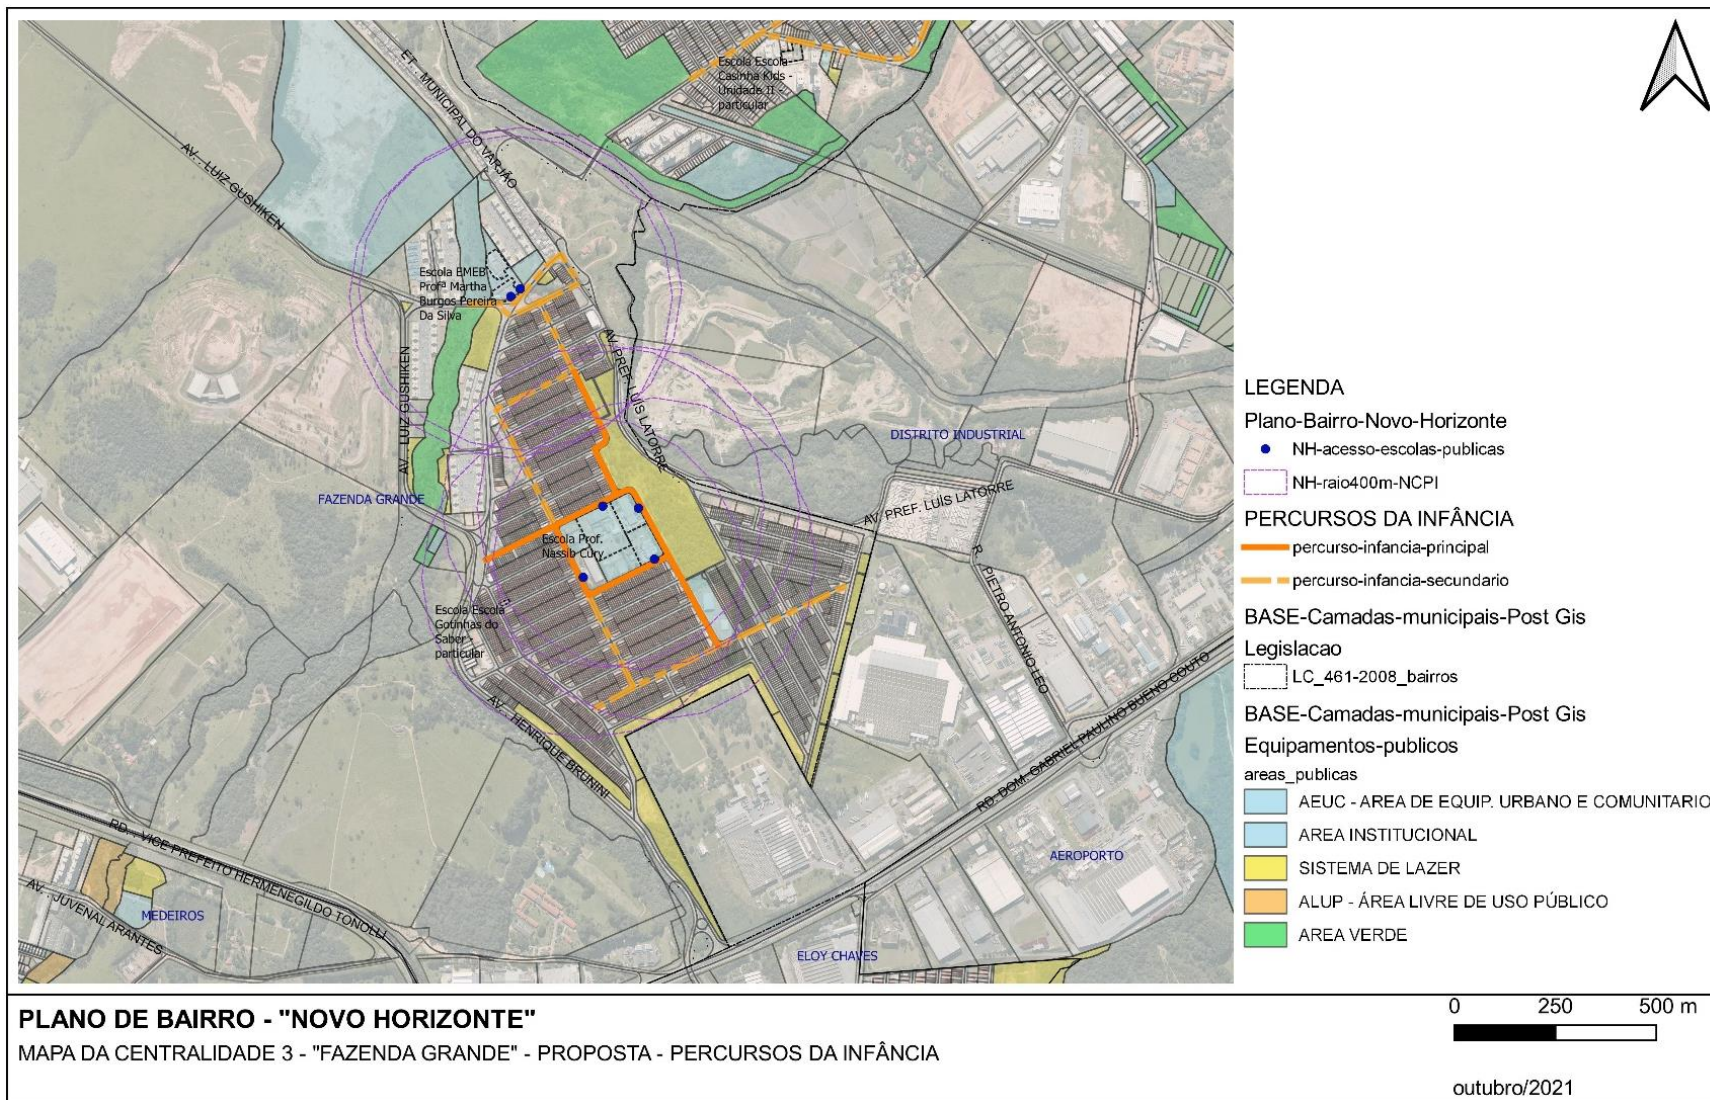 Escola Escola
Casinha Kids -
Unidade II -
particular
ET. MUNICIPAL DO VARJÃO
AV. LUIZ GUSHIKEN
Escola EMEB
Profª Martha
Burgos Pereira
Da Silva
AV. PREF. LUÍS LATORRE
AV. LUIZ GUSHIKEN
DISTRITO INDUSTRIAL
FAZENDA GRANDE
AV. PREF. LUÍS LATORRE
Escola Prof.
Nassib Cury
R. PIETRO ANTONIO LEO
Escola Escola
Gotinhas do
Saber -
particular
AV. HENRIQUE BRUNINI
RD. DOM. GABRIEL PAULINO BUENO COUTO
RD. VICE PREFEITO HERMENEGILDO TONOLLI
AV. JUVENAL ARANTES
MEDEIROS
AEROPORTO
ELOY CHAVES
LEGENDA
Plano-Bairro-Novo-Horizonte
NH-acesso-escolas-publicas
NH-raio400m-NCPI
PERCURSOS DA INFÂNCIA
percurso-infancia-principal
percurso-infancia-secundario
BASE-Camadas-municipais-Post Gis
Legislacao
LC_461-2008_bairros
BASE-Camadas-municipais-Post Gis
Equipamentos-publicos
areas_publicas
AEUC - AREA DE EQUIP. URBANO E COMUNITARIO
AREA INSTITUCIONAL
SISTEMA DE LAZER
ALUP - ÁREA LIVRE DE USO PÚBLICO
AREA VERDE
PLANO DE BAIRRO - "NOVO HORIZONTE"
MAPA DA CENTRALIDADE 3 - "FAZENDA GRANDE" - PROPOSTA - PERCURSOS DA INFÂNCIA
0 250 500 m
outubro/2021